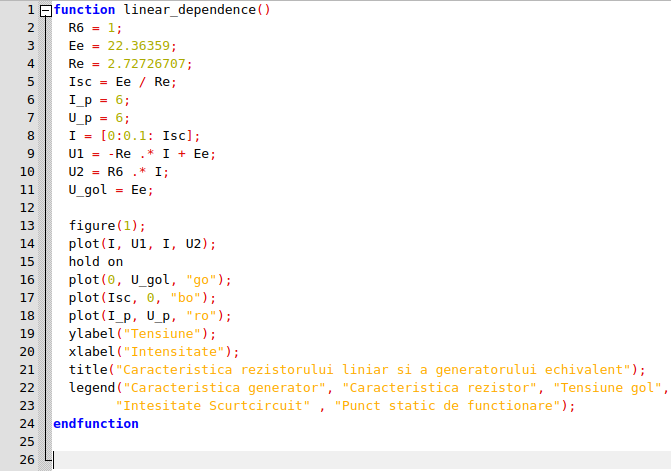 1 function linear_dependence()
2 R6 = 1;
3 Ee = 22.36359;
4 Re = 2.72726707;
5 Isc = Ee / Re;
6 I_p = 6;
7 U_p = 6;
8 I = [0:0.1: Isc];
9 U1 = -Re .* I + Ee;
10 U2 = R6 .* I;
11 U_gol = Ee;
12
13 figure(1);
14 plot(I, U1, I, U2);
15 hold on
16 plot(0, U_gol, "go");
17 plot(Isc, 0, "bo");
18 plot(I_p, U_p, "ro");
19 ylabel("Tensiune");
20 xlabel("Intensitate");
21 title("Caracteristica rezistorului liniar si a generatorului echivalent");
22 legend("Caracteristica generator", "Caracteristica rezistor", "Tensiune gol",
23 "Intesitate Scurtcircuit" , "Punct static de functionare");
24 endfunction
25
26